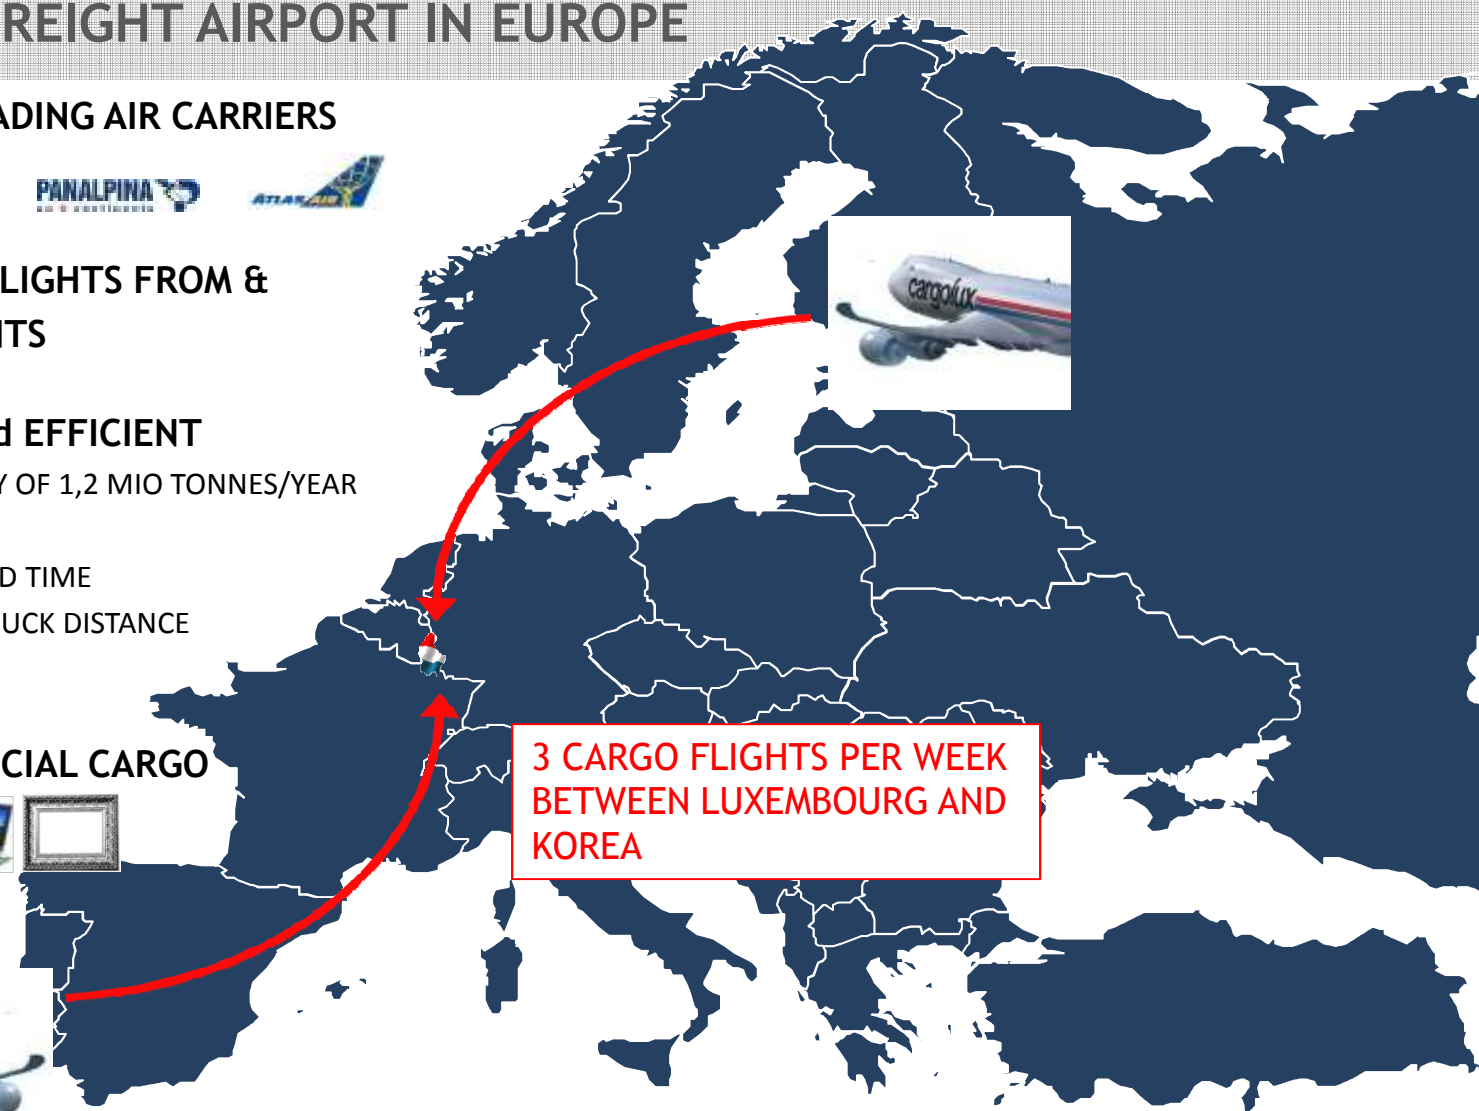 REIGHT AIRPORT IN EUROPE
ADING AIR CARRIERS
PANALPINA
ATLAS AIR
LIGHTS FROM &
ITS
cargolux
d EFFICIENT
Y OF 1,2 MIO TONNES/YEAR
D TIME
UCK DISTANCE
CIAL CARGO
3 CARGO FLIGHTS PER WEEK
BETWEEN LUXEMBOURG AND
KOREA